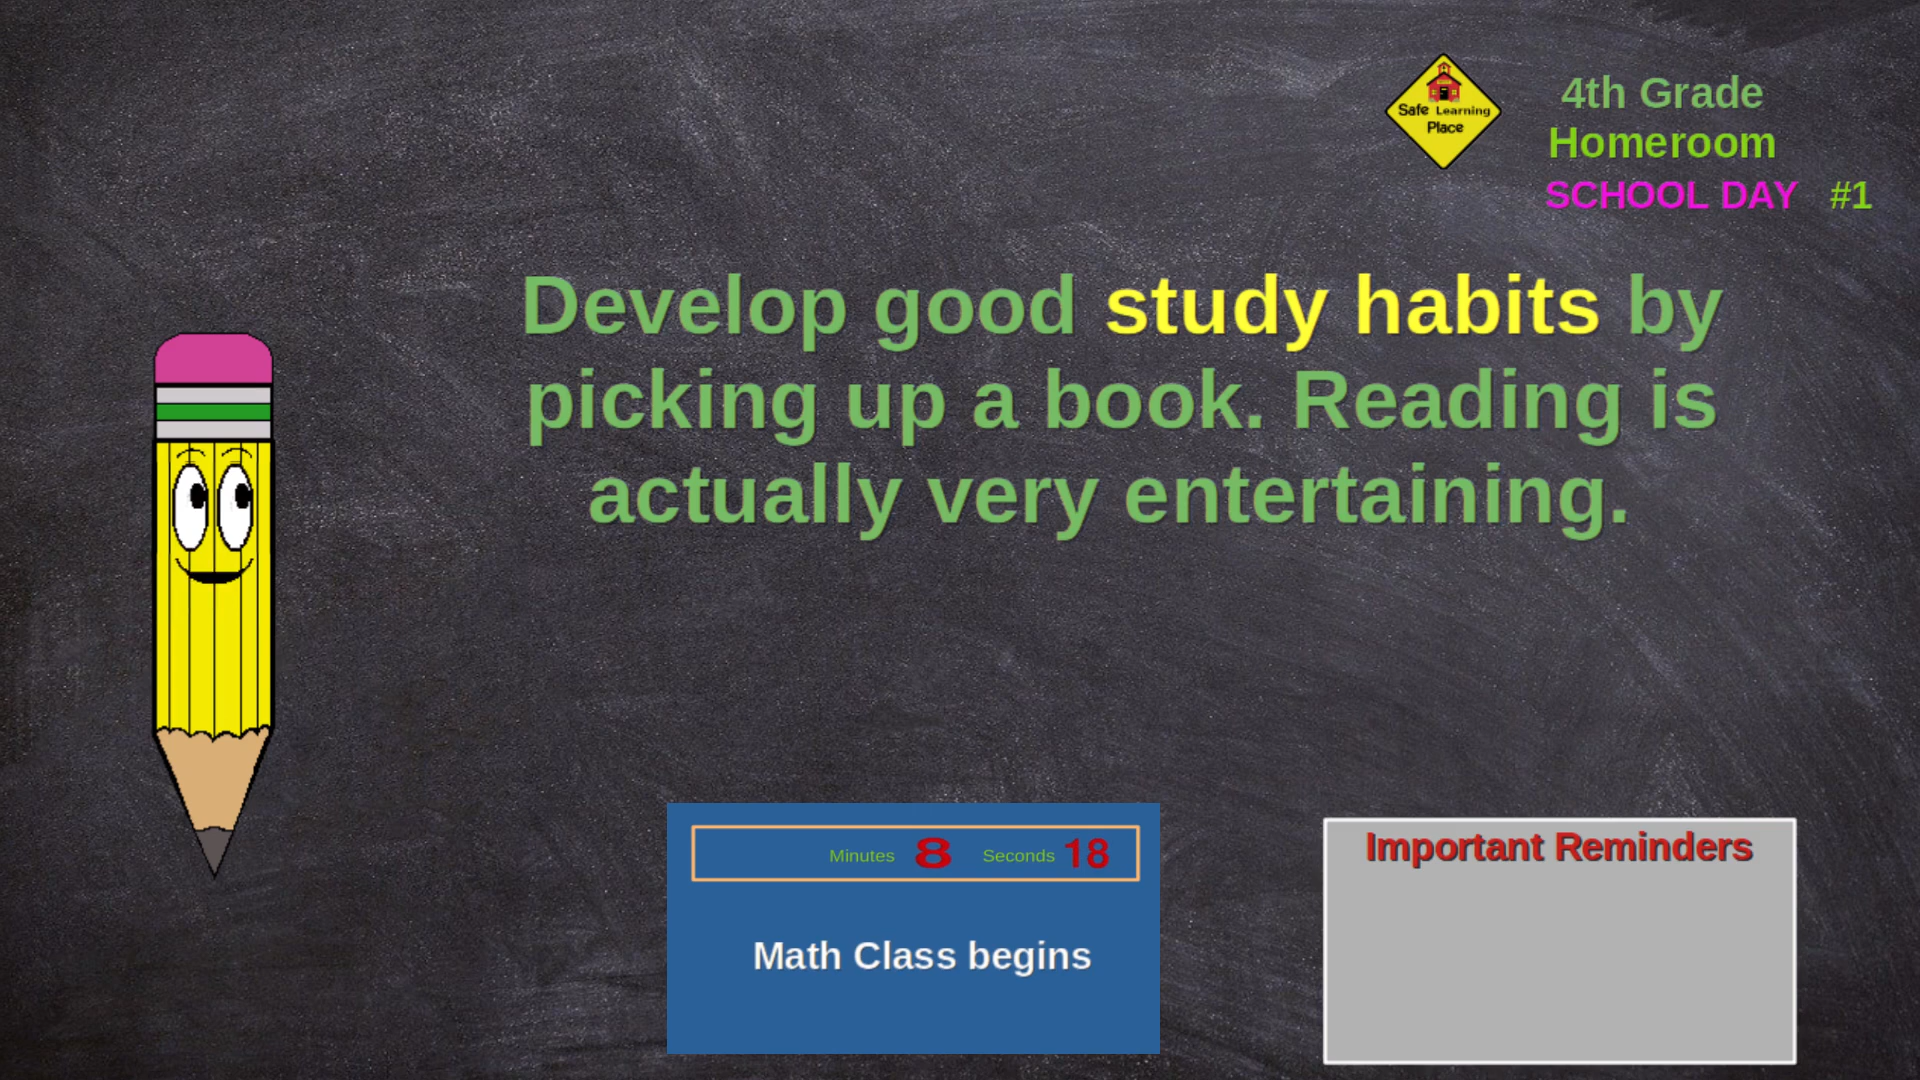 Safe Learning
Place
4th Grade
Homeroom
SCHOOL DAY #1
Develop good study habits by
picking up a book. Reading is
actually very entertaining.
Minutes 8 Seconds 18
Math Class begins
Important Reminders